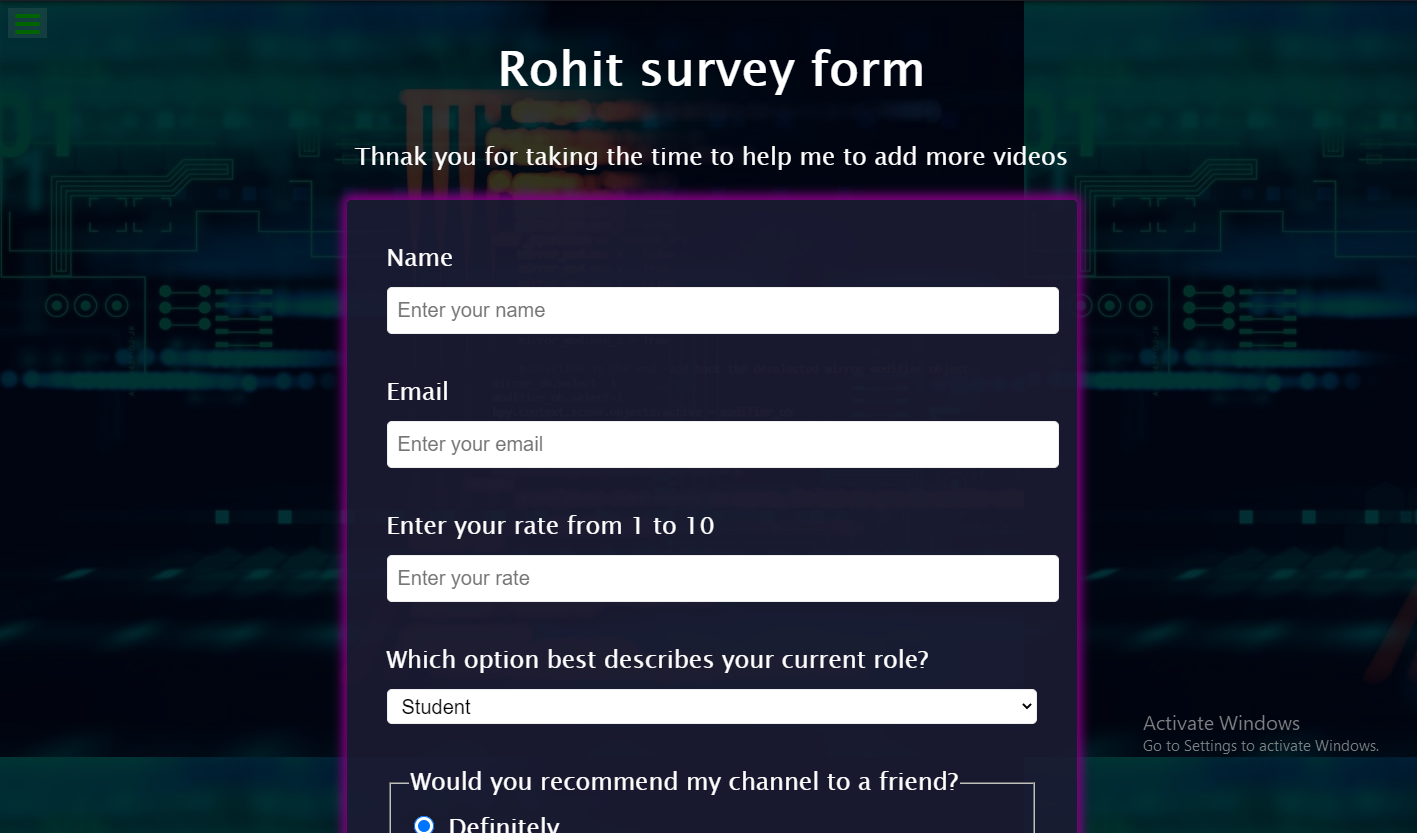 Rohit survey form
Thnak you for taking the time to help me to add more videos
Name
Enter your name
Email
Enter your email
Enter your rate from 1 to 10
Enter your rate
Which option best describes your current role?
Student
Activate Windows
Go to Settings to activate Windows.
Would you recommend my channel to a friend?
Definitely